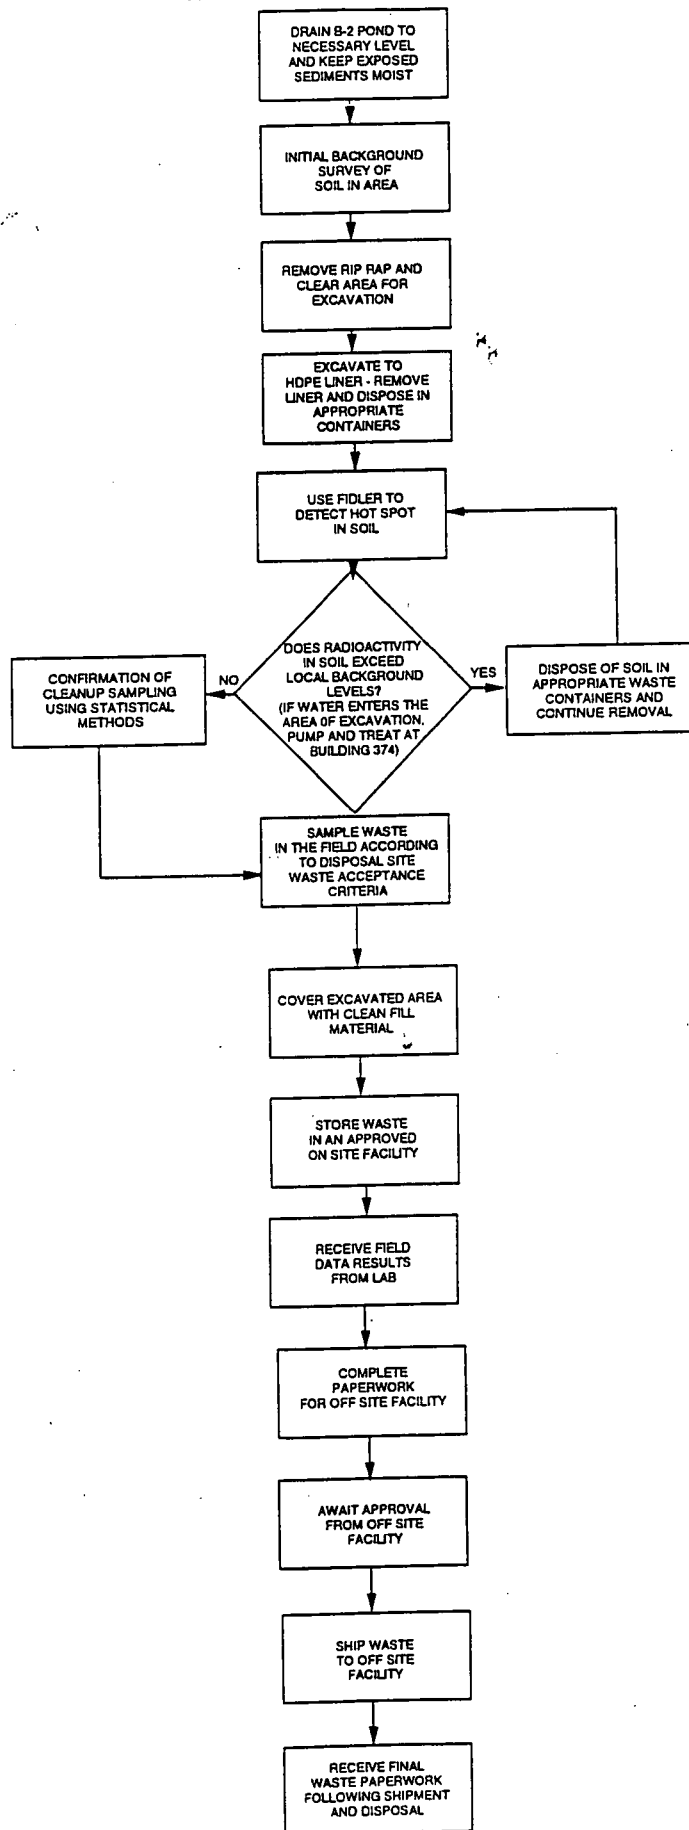 DRAIN B-2 POND TO
NECESSARY LEVEL
AND KEEP EXPOSED
SEDIMENTS MOIST
INITIAL BACKGROUND
SURVEY OF
SOIL IN AREA
REMOVE RIP RAP AND
CLEAR AREA FOR
EXCAVATION
EXCAVATE TO
HDPE LINER - REMOVE
LINER AND DISPOSE IN
APPROPRIATE
CONTAINERS
USE FIDLER TO
DETECT HOT SPOT
IN SOIL
DOES RADIOACTIVITY
IN SOIL EXCEED
LOCAL BACKGROUND
LEVELS?
(IF WATER ENTERS THE
AREA OF EXCAVATION,
PUMP AND TREAT AT
BUILDING 374)
NO
CONFIRMATION OF
CLEANUP SAMPLING
USING STATISTICAL
METHODS
YES
DISPOSE OF SOIL IN
APPROPRIATE WASTE
CONTAINERS AND
CONTINUE REMOVAL
SAMPLE WASTE
IN THE FIELD ACCORDING
TO DISPOSAL SITE
WASTE ACCEPTANCE
CRITERIA
COVER EXCAVATED AREA
WITH CLEAN FILL
MATERIAL
STORE WASTE
IN AN APPROVED
ON SITE FACILITY
RECEIVE FIELD
DATA RESULTS
FROM LAB
COMPLETE
PAPERWORK
FOR OFF SITE FACILITY
AWAIT APPROVAL
FROM OFF SITE
FACILITY
SHIP WASTE
TO OFF SITE
FACILITY
RECEIVE FINAL
WASTE PAPERWORK
FOLLOWING SHIPMENT
AND DISPOSAL